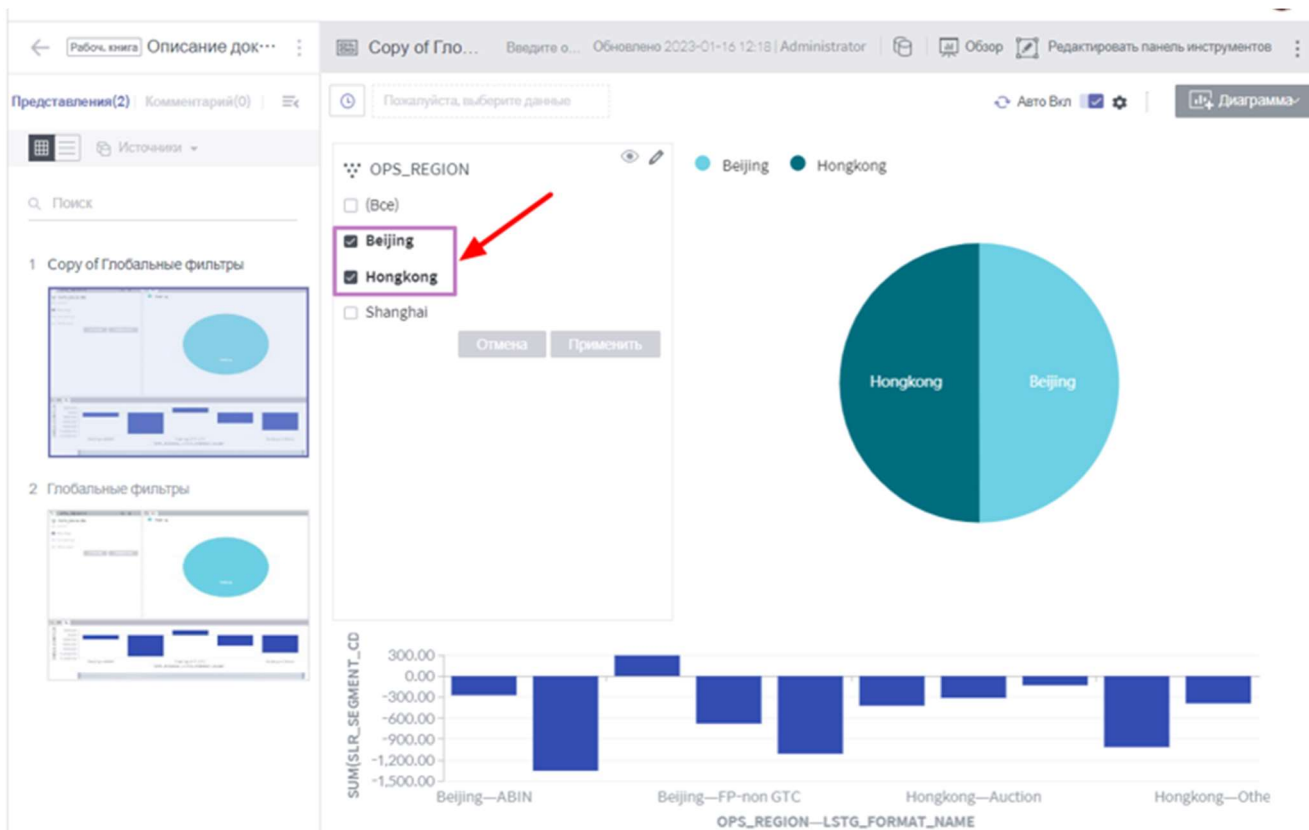 Рабоч. книга Описание док···
Copy of Гло... Введите о... Обновлено 2023-01-16 12:18 | Administrator Обзор Редактировать панель инструментов
Представления(2) Комментарий(0)
Пожалуйста, выберите данные
Авто Вкл Диаграмма
Источники
Поиск
1 Copy of Глобальные фильтры
2 Глобальные фильтры
OPS_REGION
(Все)
Beijing
Hongkong
Shanghai
Отмена Применить
Beijing Hongkong
Hongkong Beijing
SUM(SLR_SEGMENT_CD
300.00
0.00
-300.00
-600.00
-900.00
-1,200.00
-1,500.00
Beijing—ABIN Beijing—FP-non GTC Hongkong—Auction Hongkong—Othe
OPS_REGION—LSTG_FORMAT_NAME